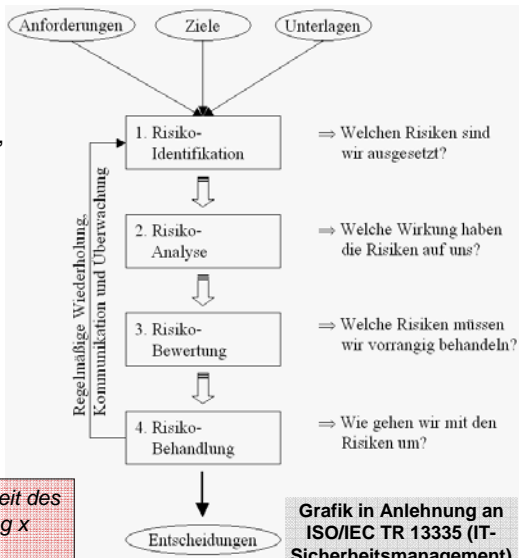 Anforderungen
Ziele
Unterlagen
,
1. Risiko-
Identifikation
⇒ Welchen Risiken sind
wir ausgesetzt?
2. Risiko-
Analyse
⇒ Welche Wirkung haben
die Risiken auf uns?
3. Risiko-
Bewertung
⇒ Welche Risiken müssen
wir vorrangig behandeln?
4. Risiko-
Behandlung
⇒ Wie gehen wir mit den
Risiken um?
Regelmäßige Wiederholung,
Kommunikation und Überwachung
eit des
g x
Entscheidungen
Grafik in Anlehnung an
ISO/IEC TR 13335 (IT-
Sicherheitsmanagement)